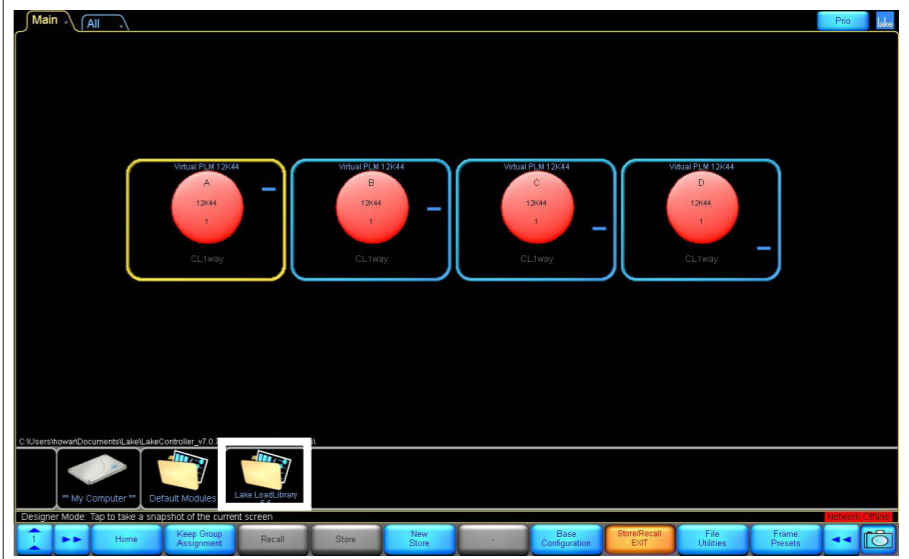 Main
All
Prio
lake
Virtual PLM 12K44
A
12K44
1
CL1way
Virtual PLM 12K44
B
12K44
1
CL1way
Virtual PLM 12K44
C
12K44
1
CL1way
Virtual PLM 12K44
D
12K44
1
CL1way
C:\Users\howar\Documents\Lake\LakeController_v7.0.
** My Computer **
Default Modules
Lake LoadLibrary
5.5
Designer Mode: Tap to take a snapshot of the current screen
Network Offline
1
Home
Keep Group
Assignment
Recall
Store
New
Store
Base
Configuration
Store/Recall
EXIT
File
Utilities
Frame
Presets